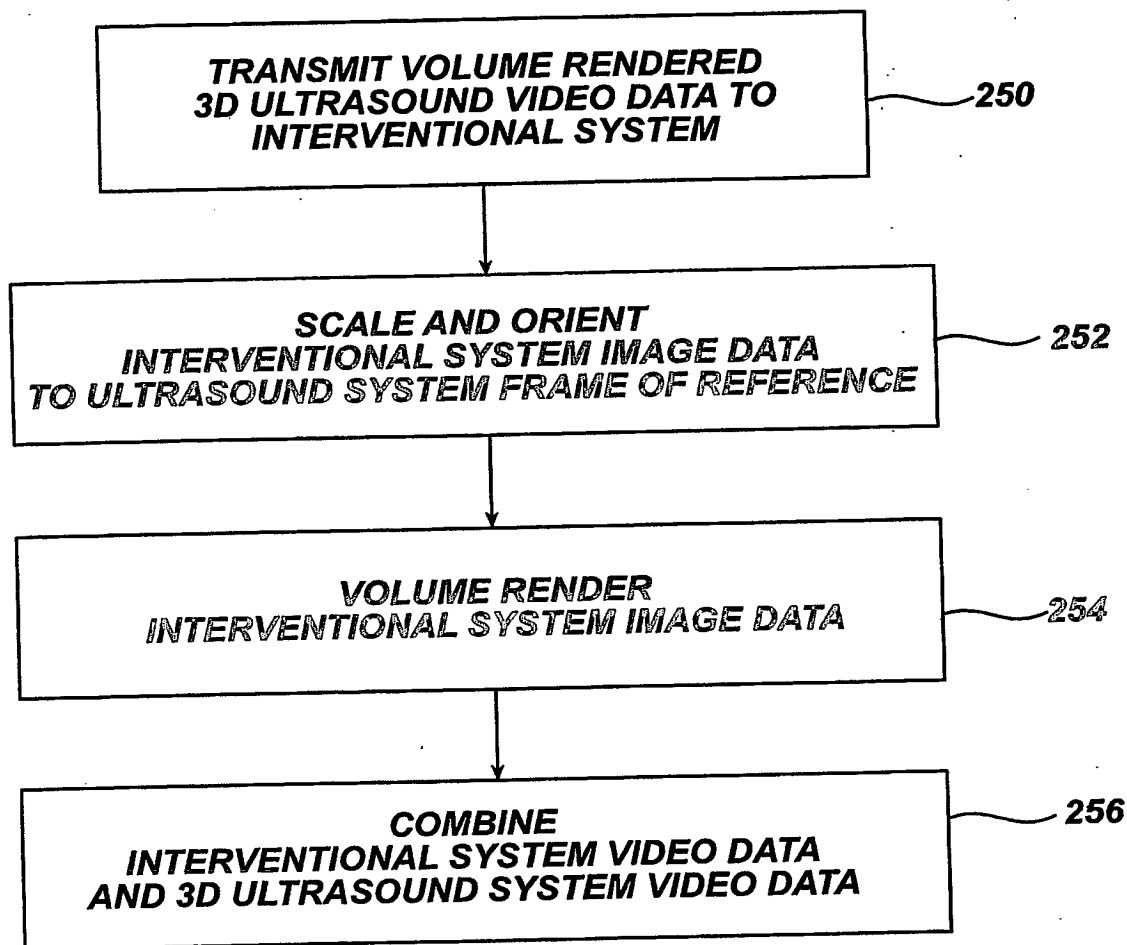 TRANSMIT VOLUME RENDERED
3D ULTRASOUND VIDEO DATA TO
INTERVENTIONAL SYSTEM
250
SCALE AND ORIENT
INTERVENTIONAL SYSTEM IMAGE DATA
TO ULTRASOUND SYSTEM FRAME OF REFERENCE
252
VOLUME RENDER
INTERVENTIONAL SYSTEM IMAGE DATA
254
COMBINE
INTERVENTIONAL SYSTEM VIDEO DATA
AND 3D ULTRASOUND SYSTEM VIDEO DATA
256